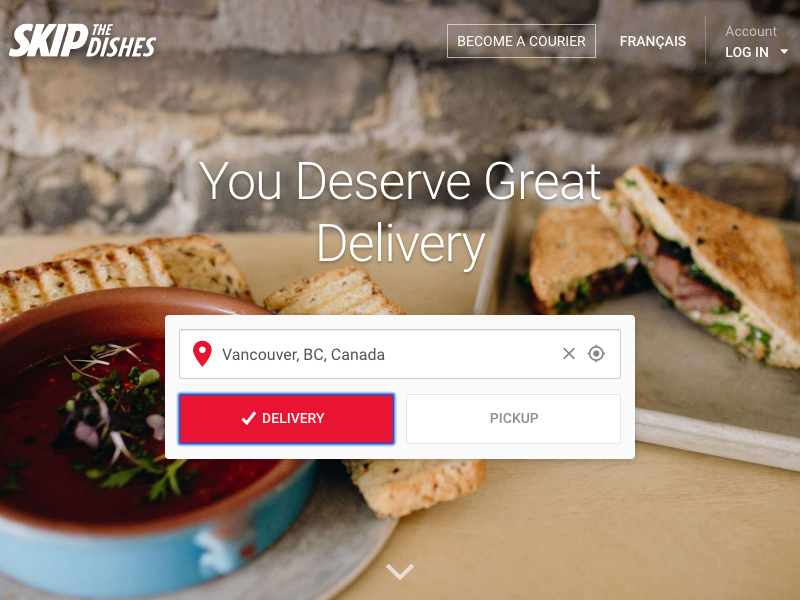 SKIP THE DISHES
BECOME A COURIER
FRANÇAIS
Account
LOG IN
You Deserve Great
Delivery
Vancouver, BC, Canada
DELIVERY
PICKUP